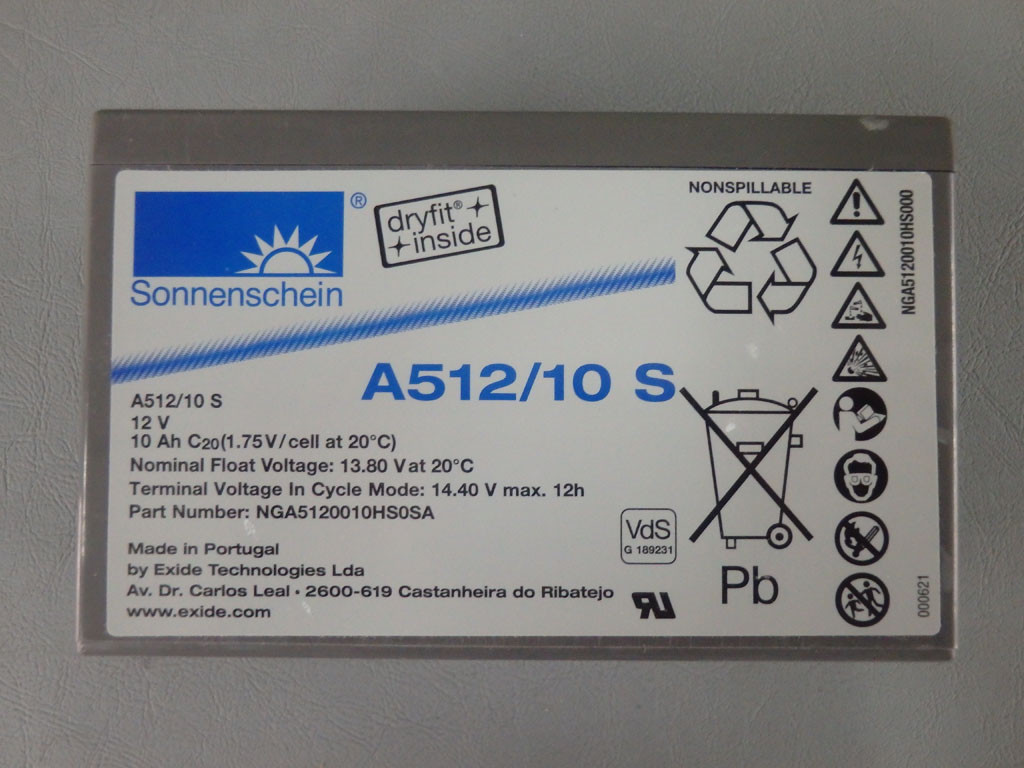 Sonnenschein
®
dryfit®
inside
NONSPILLABLE
NGA5120010HS000
A512/10 S
A512/10 S
12 V
10 Ah C20(1.75V/cell at 20°C)
Nominal Float Voltage: 13.80 V at 20°C
Terminal Voltage In Cycle Mode: 14.40 V max. 12h
Part Number: NGA5120010HS0SA
Made in Portugal
by Exide Technologies Lda
Av. Dr. Carlos Leal • 2600-619 Castanheira do Ribatejo
www.exide.com
VdS
G 189231
RU
Pb
000621